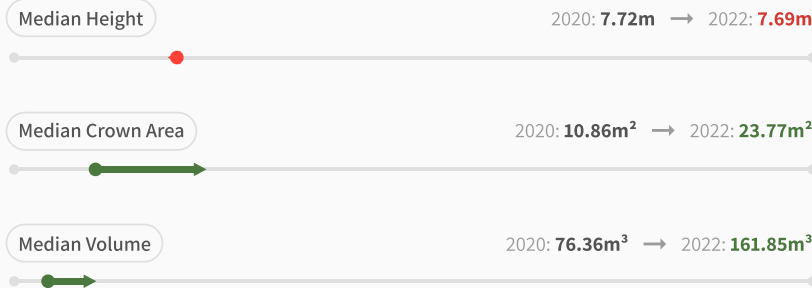 Median Height 2020: 7.72m → 2022: 7.69m
Median Crown Area 2020: 10.86m² → 2022: 23.77m²
Median Volume 2020: 76.36m³ → 2022: 161.85m³